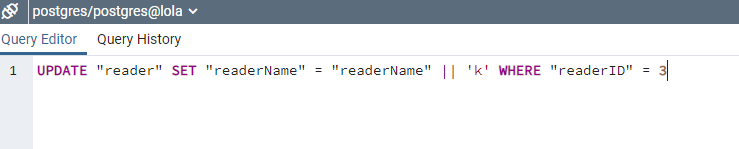 postgres/postgres@lola
Query Editor Query History
1 UPDATE "reader" SET "readerName" = "readerName" || 'k' WHERE "readerID" = 3